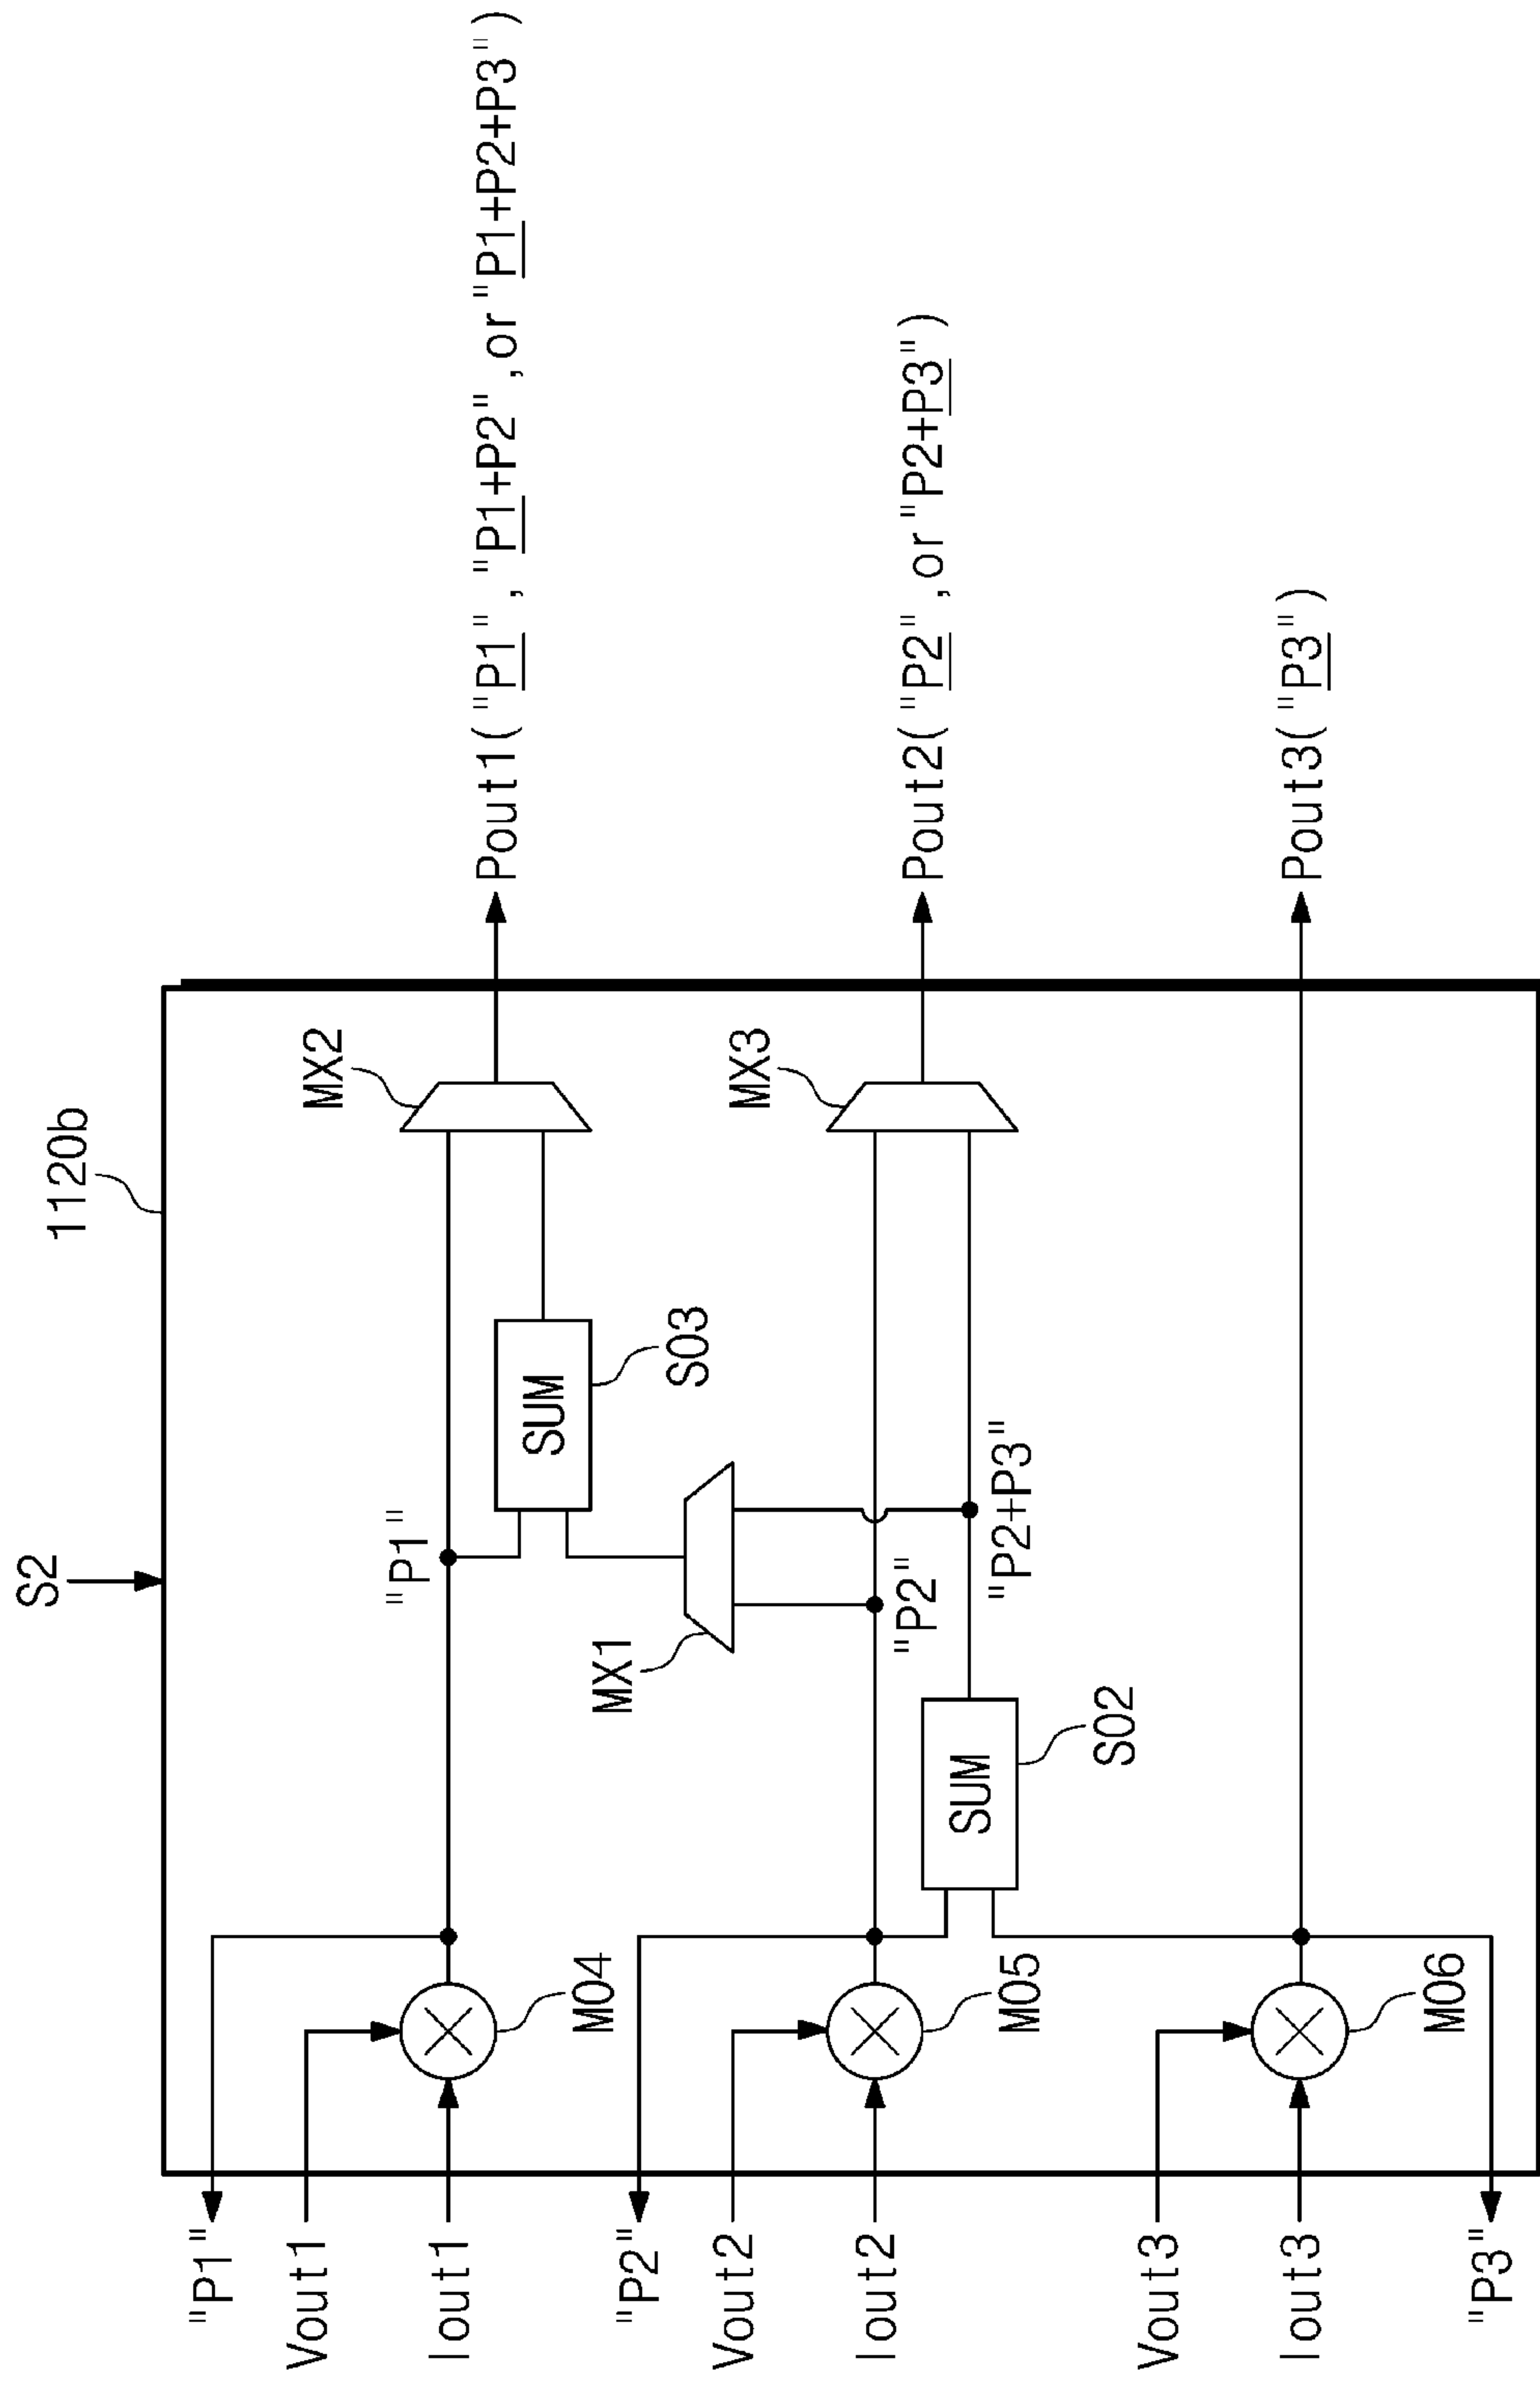 S2
1120b
"P1"
Vout1
Iout1
M04
"P1"
SUM
S03
MX2
Pout1("P1","P1+P2",or"P1+P2+P3")
MX1
"P2"
Vout2
Iout2
M05
"P2"
SUM
S02
"P2+P3"
MX3
Pout2("P2",or"P2+P3")
Vout3
Iout3
M06
"P3"
Pout3("P3")